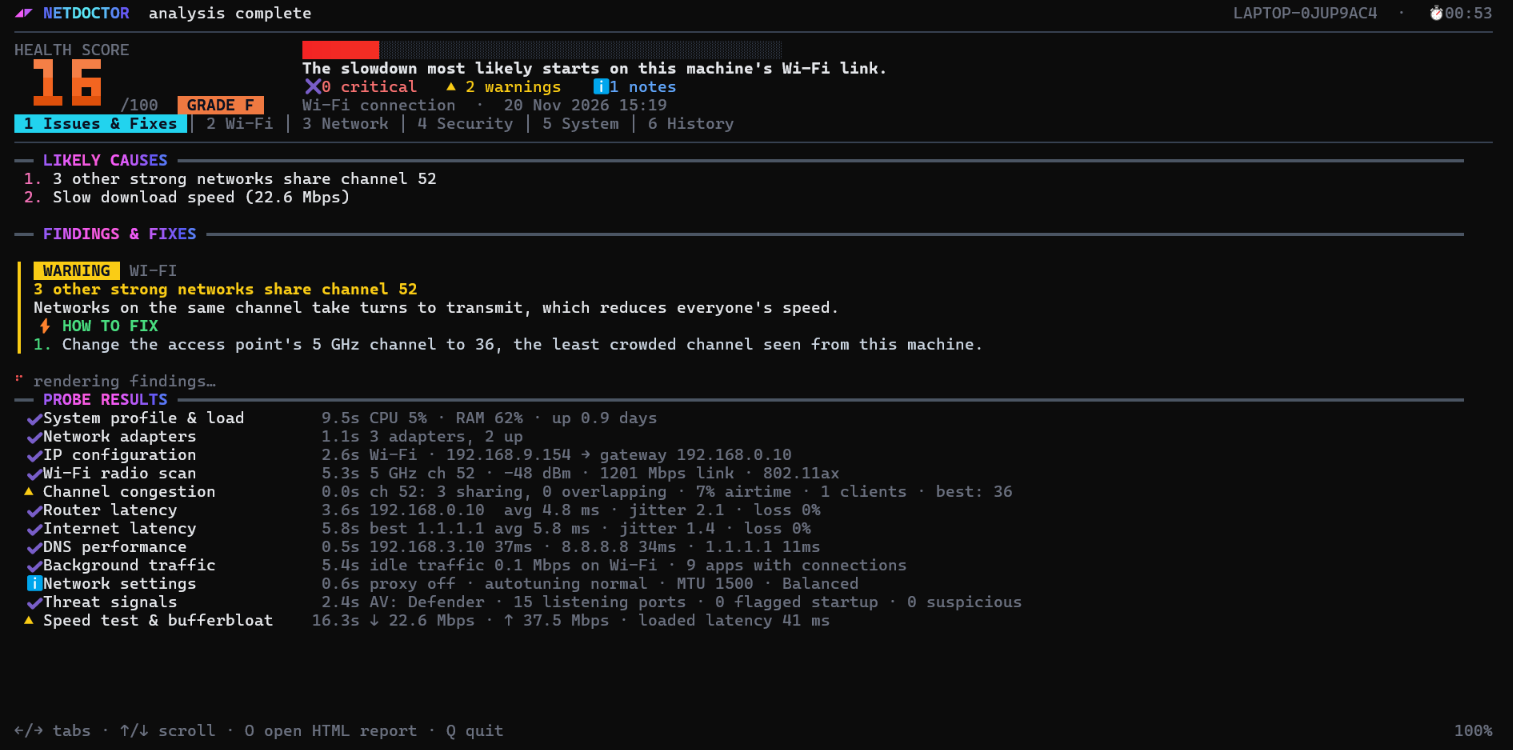 NETDOCTOR analysis complete LAPTOP-0JUP9AC4 · ⏱00:53
HEALTH SCORE
16 /100 GRADE F
The slowdown most likely starts on this machine's Wi-Fi link.
❌0 critical ▲ 2 warnings ℹ1 notes
Wi-Fi connection · 20 Nov 2026 15:19
1 Issues & Fixes │ 2 Wi-Fi │ 3 Network │ 4 Security │ 5 System │ 6 History
LIKELY CAUSES
1. 3 other strong networks share channel 52
2. Slow download speed (22.6 Mbps)
FINDINGS & FIXES
WARNING WI-FI
3 other strong networks share channel 52
Networks on the same channel take turns to transmit, which reduces everyone's speed.
⚡ HOW TO FIX
1. Change the access point's 5 GHz channel to 36, the least crowded channel seen from this machine.
rendering findings…
PROBE RESULTS
✔System profile & load 9.5s CPU 5% · RAM 62% · up 0.9 days
✔Network adapters 1.1s 3 adapters, 2 up
✔IP configuration 2.6s Wi-Fi · 192.168.9.154 → gateway 192.168.0.10
✔Wi-Fi radio scan 5.3s 5 GHz ch 52 · -48 dBm · 1201 Mbps link · 802.11ax
▲ Channel congestion 0.0s ch 52: 3 sharing, 0 overlapping · 7% airtime · 1 clients · best: 36
✔Router latency 3.6s 192.168.0.10 avg 4.8 ms · jitter 2.1 · loss 0%
✔Internet latency 5.8s best 1.1.1.1 avg 5.8 ms · jitter 1.4 · loss 0%
✔DNS performance 0.5s 192.168.3.10 37ms · 8.8.8.8 34ms · 1.1.1.1 11ms
✔Background traffic 5.4s idle traffic 0.1 Mbps on Wi-Fi · 9 apps with connections
ℹNetwork settings 0.6s proxy off · autotuning normal · MTU 1500 · Balanced
✔Threat signals 2.4s AV: Defender · 15 listening ports · 0 flagged startup · 0 suspicious
▲ Speed test & bufferbloat 16.3s ↓ 22.6 Mbps · ↑ 37.5 Mbps · loaded latency 41 ms
←/→ tabs · ↑/↓ scroll · O open HTML report · Q quit 100%